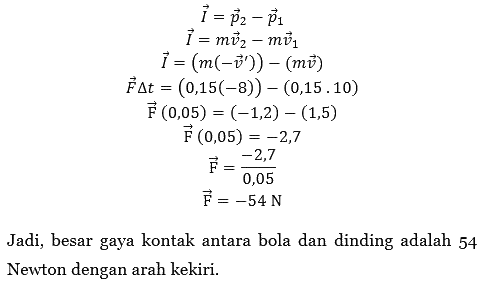 I⃗ = p⃗₂ − p⃗₁
I⃗ = mv⃗₂ − mv⃗₁
I⃗ = (m(−v⃗′)) − (mv⃗)
F⃗Δt = (0,15(−8)) − (0,15 . 10)
F⃗ (0,05) = (−1,2) − (1,5)
F⃗ (0,05) = −2,7
F⃗ = −2,7/0,05
F⃗ = −54 N
Jadi, besar gaya kontak antara bola dan dinding adalah 54
Newton dengan arah kekiri.